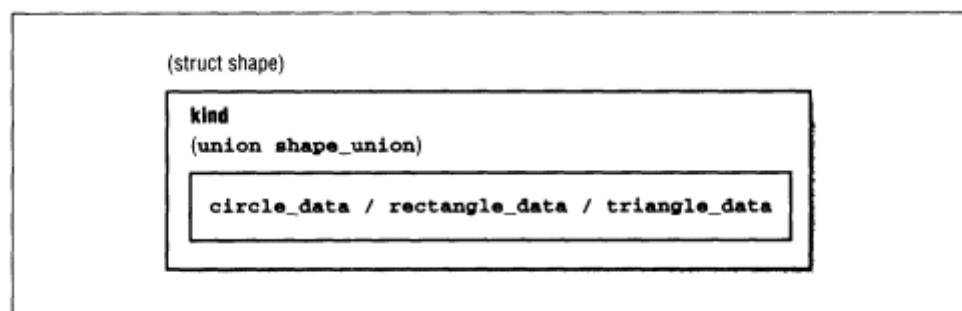 (struct shape)
kind
(union shape_union)
circle_data / rectangle_data / triangle_data